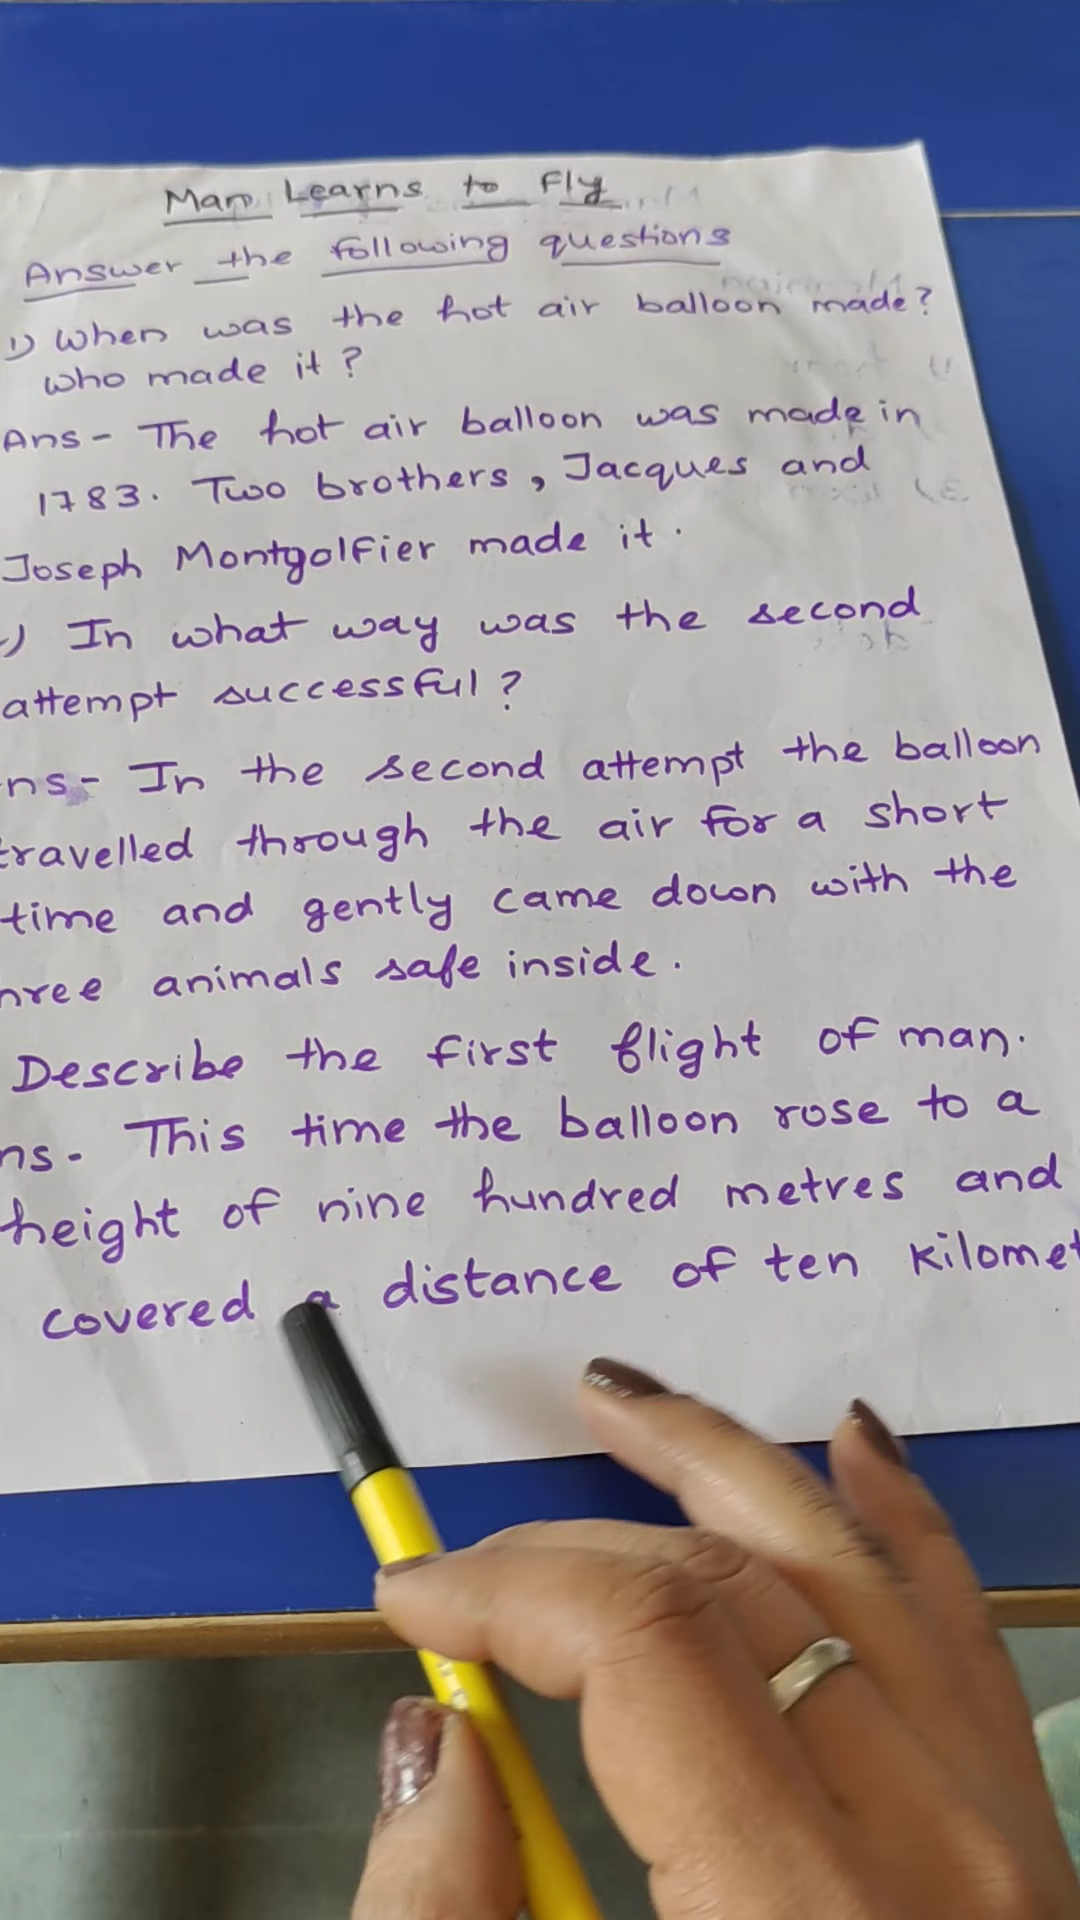 Man Learns to Fly
Answer the following questions
1) When was the hot air balloon made?
who made it?
Ans - The hot air balloon was made in
1783. Two brothers, Jacques and
Joseph Montgolfier made it.
) In what way was the second
attempt successful?
ns- In the second attempt the balloon
travelled through the air for a short
time and gently came down with the
hree animals safe inside.
Describe the first flight of man.
ns. This time the balloon rose to a
height of nine hundred metres and
covered a distance of ten kilomet